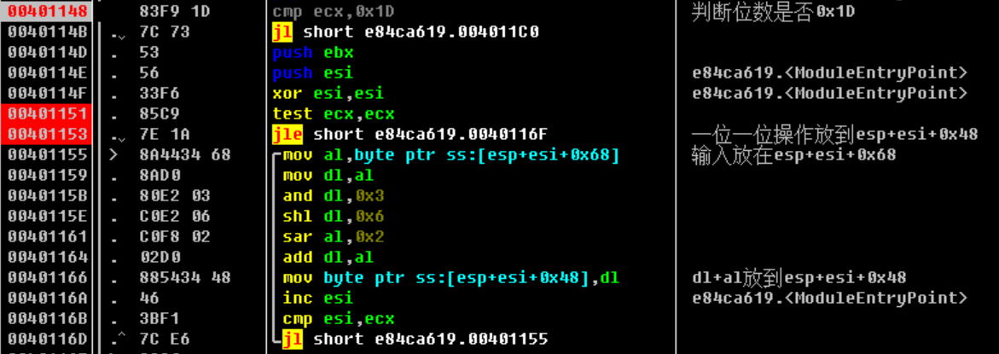 00401148 83F9 1D cmp ecx,0x1D 判断位数是否0x1D
0040114B .⌄ 7C 73 jl short e84ca619.004011C0
0040114D . 53 push ebx
0040114E . 56 push esi e84ca619.<ModuleEntryPoint>
0040114F . 33F6 xor esi,esi e84ca619.<ModuleEntryPoint>
00401151 . 85C9 test ecx,ecx
00401153 .⌄ 7E 1A jle short e84ca619.0040116F 一位一位操作放到esp+esi+0x48
00401155 > 8A4434 68 mov al,byte ptr ss:[esp+esi+0x68] 输入放在esp+esi+0x68
00401159 . 8AD0 mov dl,al
0040115B . 80E2 03 and dl,0x3
0040115E . C0E2 06 shl dl,0x6
00401161 . C0F8 02 sar al,0x2
00401164 . 02D0 add dl,al
00401166 . 885434 48 mov byte ptr ss:[esp+esi+0x48],dl dl+al放到esp+esi+0x48
0040116A . 46 inc esi e84ca619.<ModuleEntryPoint>
0040116B . 3BF1 cmp esi,ecx
0040116D .^ 7C E6 jl short e84ca619.00401155